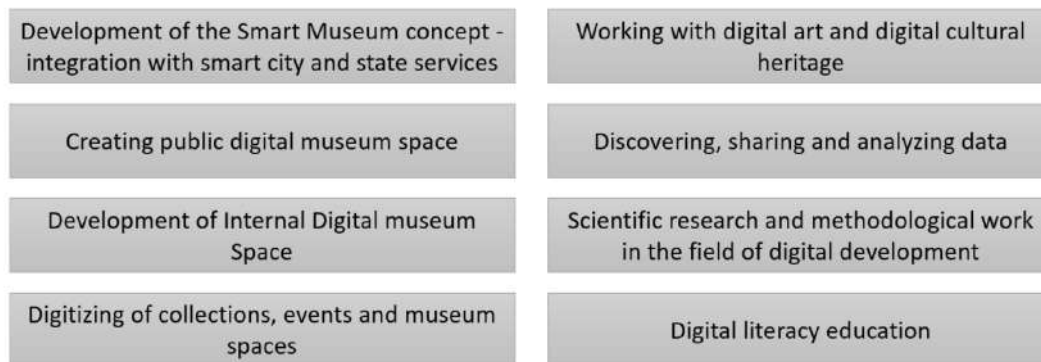 Development of the Smart Museum concept -
integration with smart city and state services
Working with digital art and digital cultural
heritage
Creating public digital museum space
Discovering, sharing and analyzing data
Development of Internal Digital museum
Space
Scientific research and methodological work
in the field of digital development
Digitizing of collections, events and museum
spaces
Digital literacy education